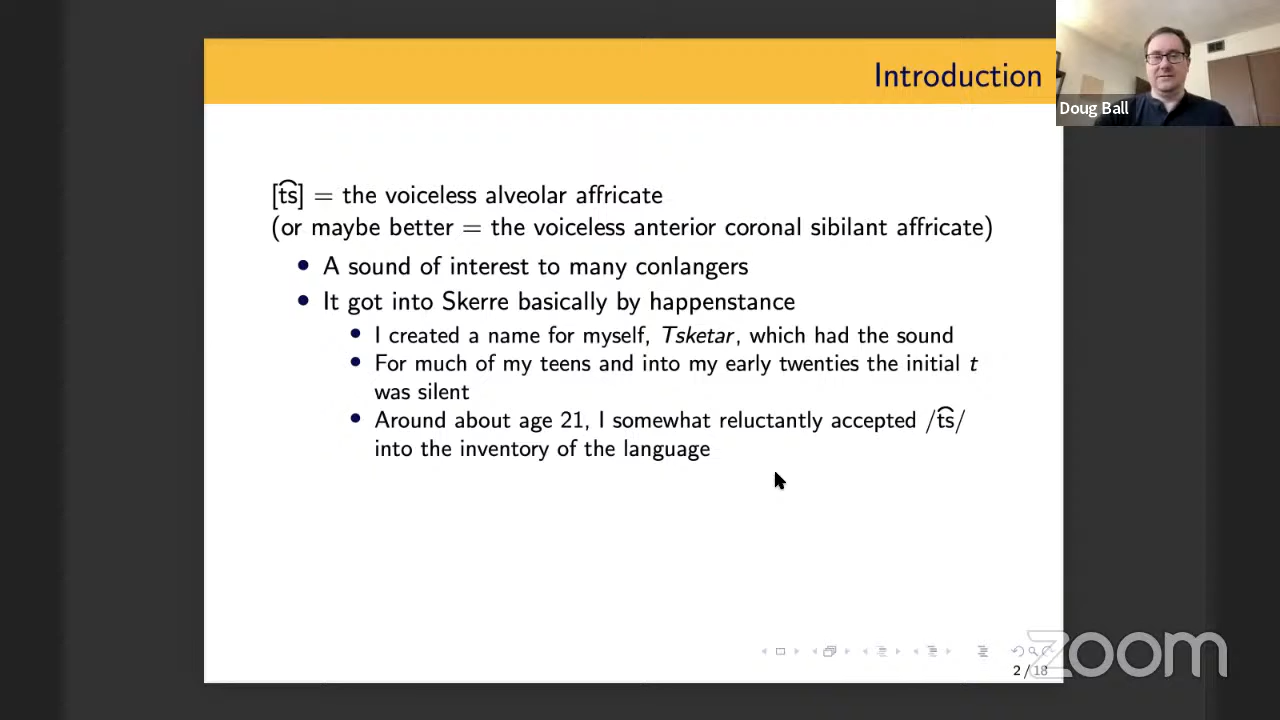 Introduction
Doug Ball
[t͡s] = the voiceless alveolar affricate
(or maybe better = the voiceless anterior coronal sibilant affricate)
• A sound of interest to many conlangers
• It got into Skerre basically by happenstance
• I created a name for myself, Tsketar, which had the sound
• For much of my teens and into my early twenties the initial t
was silent
• Around about age 21, I somewhat reluctantly accepted /t͡s/
into the inventory of the language
2 / 18
zoom